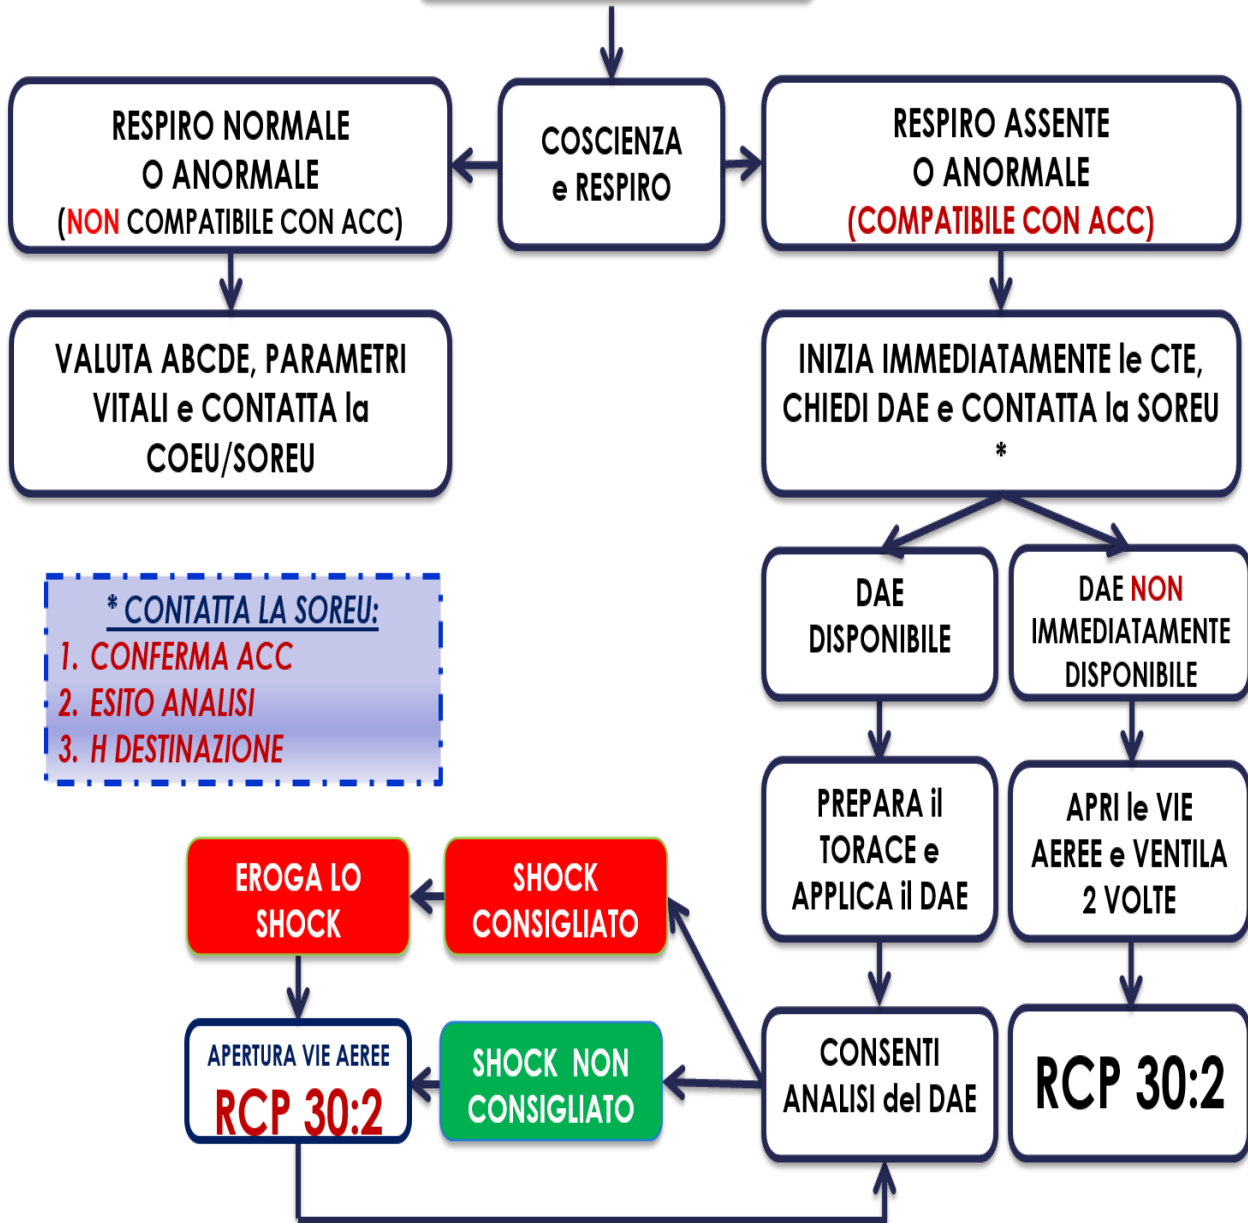 COSCIENZA
e RESPIRO
RESPIRO NORMALE
O ANORMALE
(NON COMPATIBILE CON ACC)
RESPIRO ASSENTE
O ANORMALE
(COMPATIBILE CON ACC)
VALUTA ABCDE, PARAMETRI
VITALI e CONTATTA la
COEU/SOREU
INIZIA IMMEDIATAMENTE le CTE,
CHIEDI DAE e CONTATTA la SOREU
*
* CONTATTA LA SOREU:
1. CONFERMA ACC
2. ESITO ANALISI
3. H DESTINAZIONE
DAE
DISPONIBILE
DAE NON
IMMEDIATAMENTE
DISPONIBILE
PREPARA il
TORACE e
APPLICA il DAE
APRI le VIE
AEREE e VENTILA
2 VOLTE
EROGA LO
SHOCK
SHOCK
CONSIGLIATO
APERTURA VIE AEREE
RCP 30:2
SHOCK NON
CONSIGLIATO
CONSENTI
ANALISI del DAE
RCP 30:2